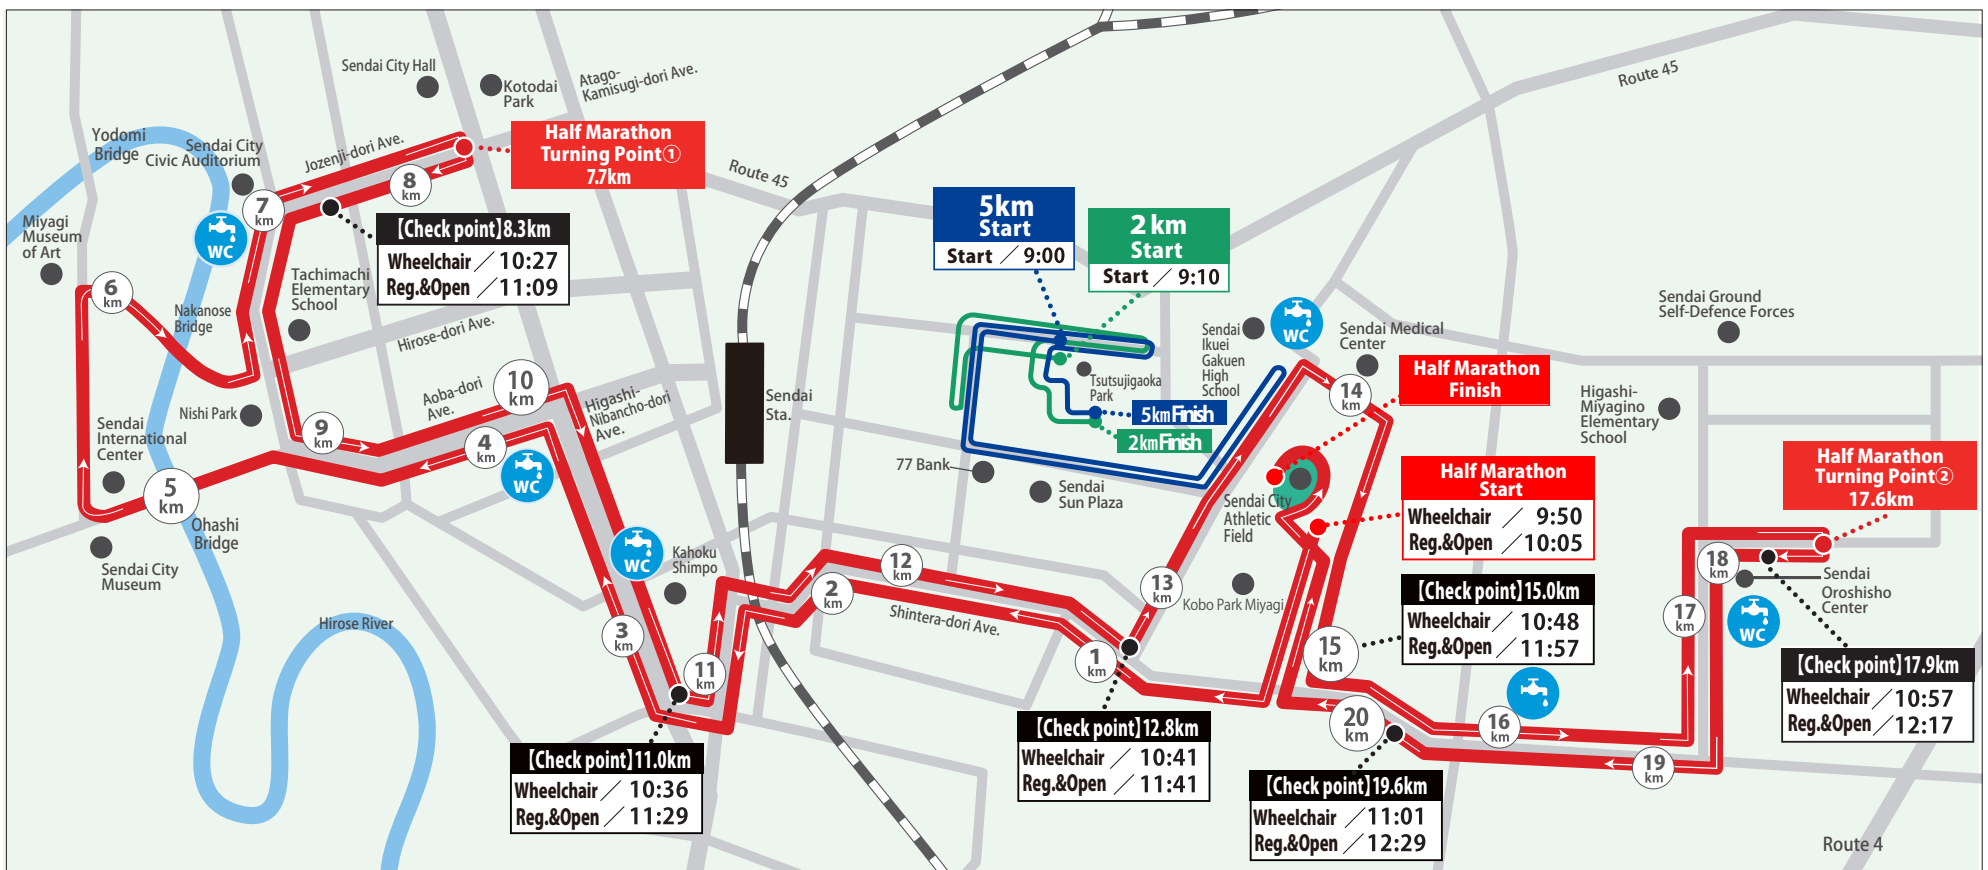 Sendai City Hall
Kotodai
Park
Atago-
Kamisugi-dori Ave.
Route 45
Yodomi
Bridge
Sendai City
Civic Auditorium
Jozenji-dori Ave.
Half Marathon
Turning Point①
7.7km
8
km
7
km
WC
Route 45
Miyagi
Museum
of Art
【Check point】8.3km
Wheelchair／10:27
Reg.&Open／11:09
5km
Start
Start／9:00
2km
Start
Start／9:10
6
km
Nakanose
Bridge
Tachimachi
Elementary
School
Hirose-dori Ave.
Sendai
Ikuei
Gakuen
High
School
WC
Sendai Medical
Center
Sendai Ground
Self-Defence Forces
Half Marathon
Finish
14
km
Tsutsujigaoka
Park
5kmFinish
2kmFinish
Higashi-
Miyagino
Elementary
School
10
km
Aoba-dori
Ave.
Higashi-
Nibancho-dori
Ave.
Sendai
Sta.
Nishi Park
9
km
4
km
WC
Sendai
International
Center
5
km
Ohashi
Bridge
77 Bank
Sendai
Sun Plaza
Sendai City
Athletic
Field
Half Marathon
Start
Wheelchair／9:50
Reg.&Open／10:05
Half Marathon
Turning Point②
17.6km
Sendai City
Museum
WC
Kahoku
Shimpo
12
km
2
km
Shintera-dori Ave.
13
km
Kobo Park Miyagi
【Check point】15.0km
Wheelchair／10:48
Reg.&Open／11:57
18
km
Sendai
Oroshisho
Center
17
km
WC
Hirose River
3
km
11
km
1
km
15
km
【Check point】17.9km
Wheelchair／10:57
Reg.&Open／12:17
【Check point】11.0km
Wheelchair／10:36
Reg.&Open／11:29
【Check point】12.8km
Wheelchair／10:41
Reg.&Open／11:41
20
km
16
km
19
km
【Check point】19.6km
Wheelchair／11:01
Reg.&Open／12:29
Route 4